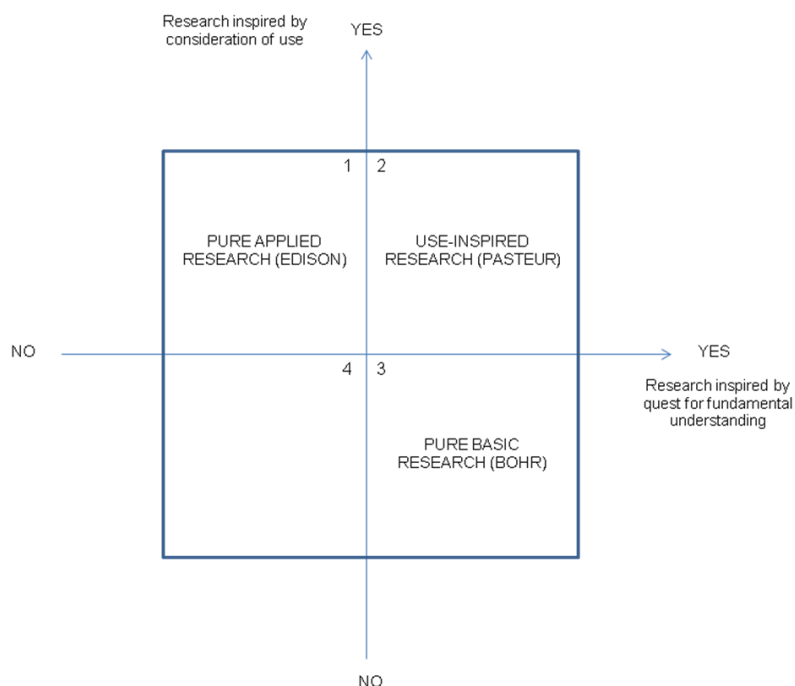 Research inspired by
consideration of use
YES
1
2
PURE APPLIED
RESEARCH (EDISON)
USE-INSPIRED
RESEARCH (PASTEUR)
NO
YES
4
3
Research inspired by
quest for fundamental
understanding
PURE BASIC
RESEARCH (BOHR)
NO